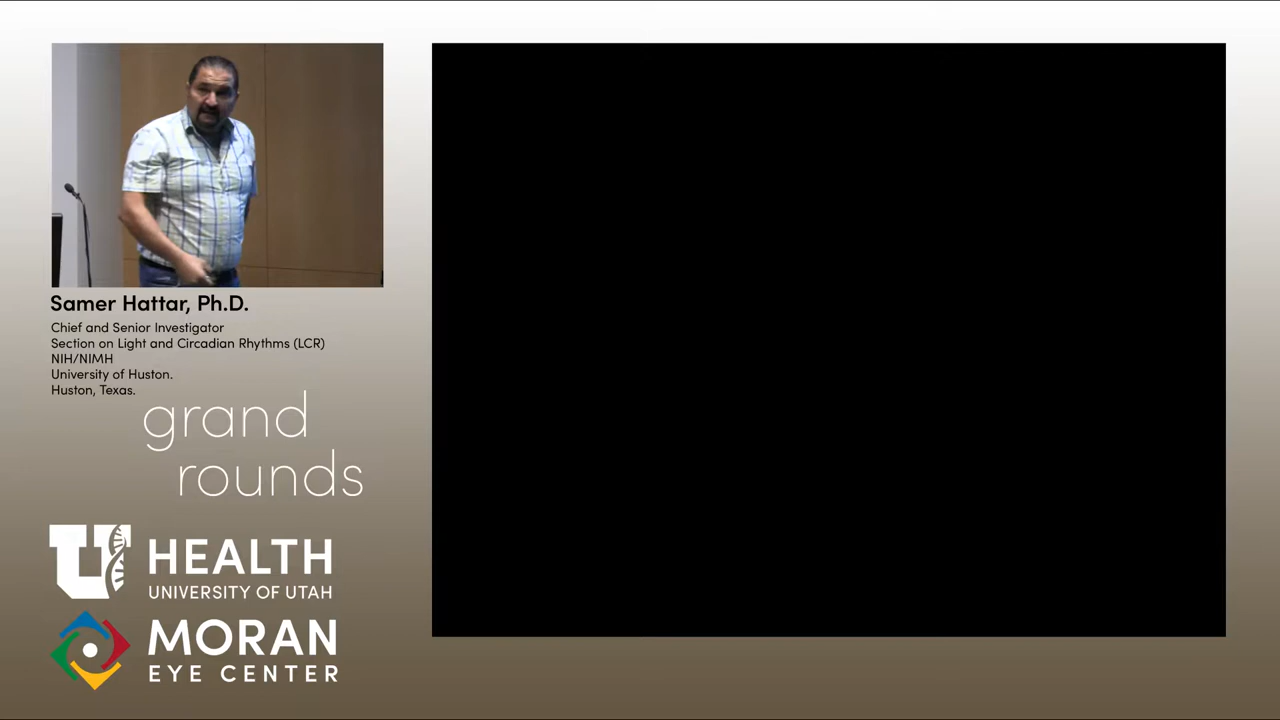 Samer Hattar, Ph.D.
Chief and Senior Investigator
Section on Light and Circadian Rhythms (LCR)
NIH/NIMH
University of Huston.
Huston, Texas.
grand
rounds
U HEALTH
UNIVERSITY OF UTAH
MORAN
EYE CENTER